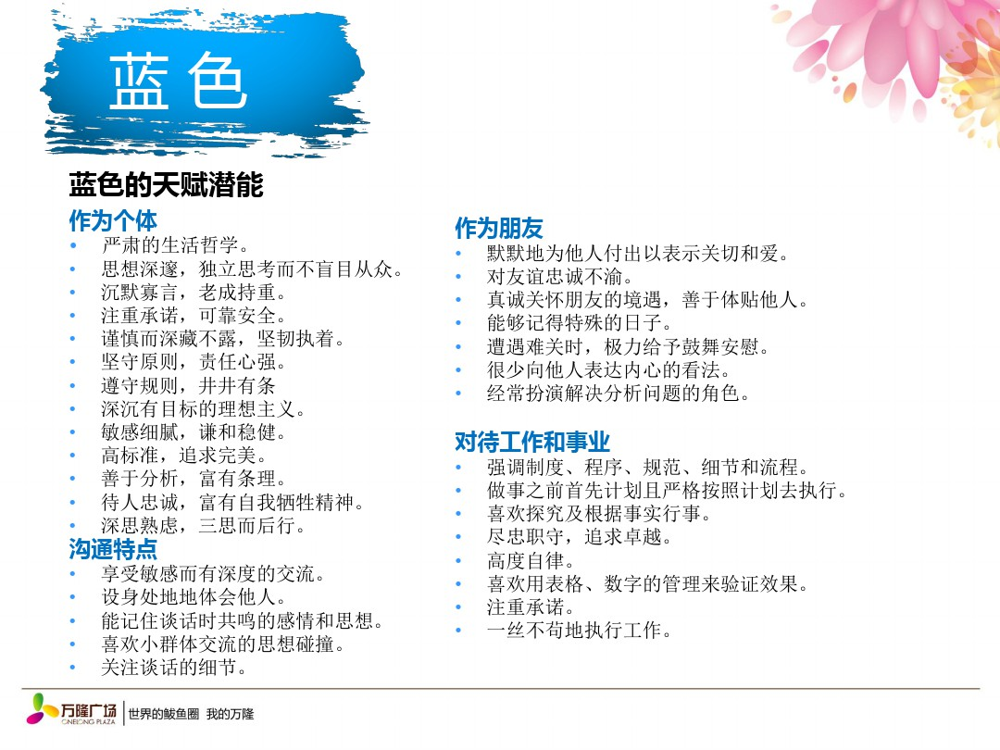 蓝 色
蓝色的天赋潜能
作为个体
• 严肃的生活哲学。
• 思想深邃，独立思考而不盲目从众。
• 沉默寡言，老成持重。
• 注重承诺，可靠安全。
• 谨慎而深藏不露，坚韧执着。
• 坚守原则，责任心强。
• 遵守规则，井井有条
• 深沉有目标的理想主义。
• 敏感细腻，谦和稳健。
• 高标准，追求完美。
• 善于分析，富有条理。
• 待人忠诚，富有自我牺牲精神。
• 深思熟虑，三思而后行。
沟通特点
• 享受敏感而有深度的交流。
• 设身处地地体会他人。
• 能记住谈话时共鸣的感情和思想。
• 喜欢小群体交流的思想碰撞。
• 关注谈话的细节。
作为朋友
• 默默地为他人付出以表示关切和爱。
• 对友谊忠诚不渝。
• 真诚关怀朋友的境遇，善于体贴他人。
• 能够记得特殊的日子。
• 遭遇难关时，极力给予鼓舞安慰。
• 很少向他人表达内心的看法。
• 经常扮演解决分析问题的角色。
对待工作和事业
• 强调制度、程序、规范、细节和流程。
• 做事之前首先计划且严格按照计划去执行。
• 喜欢探究及根据事实行事。
• 尽忠职守，追求卓越。
• 高度自律。
• 喜欢用表格、数字的管理来验证效果。
• 注重承诺。
• 一丝不苟地执行工作。
万隆广场
ONELONG PLAZA
世界的鲅鱼圈 我的万隆